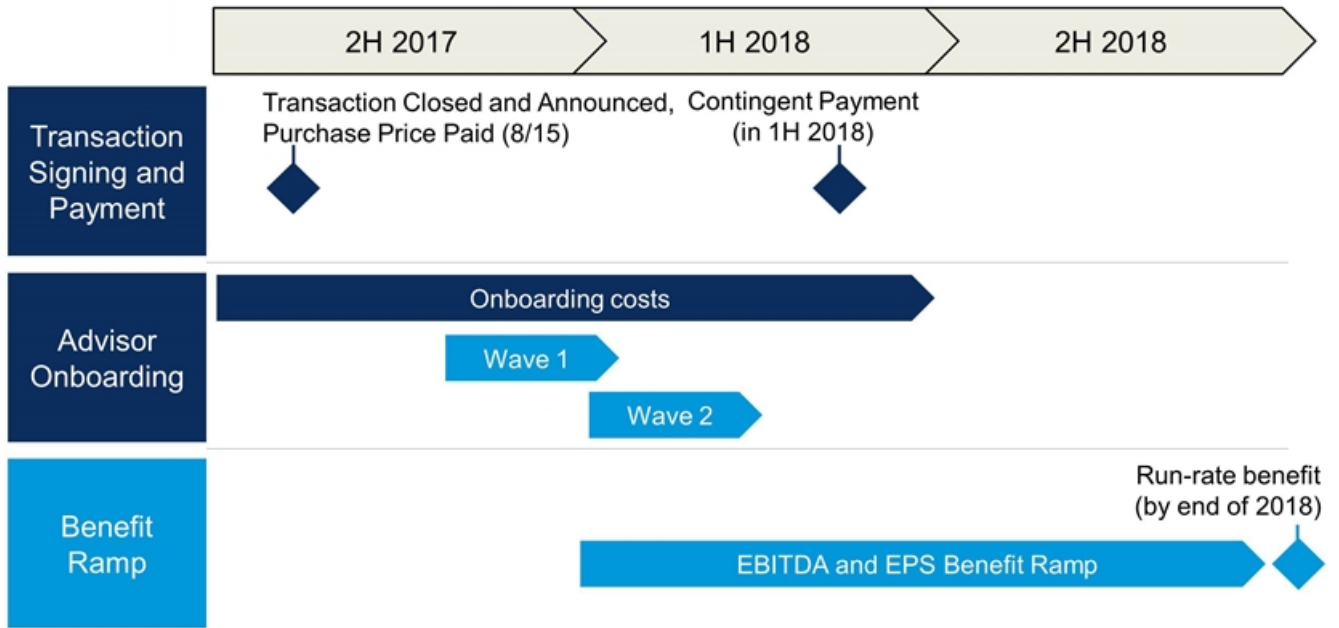 2H 2017
1H 2018
2H 2018
Transaction
Signing and
Payment
Transaction Closed and Announced,
Purchase Price Paid (8/15)
Contingent Payment
(in 1H 2018)
Advisor
Onboarding
Onboarding costs
Wave 1
Wave 2
Benefit
Ramp
Run-rate benefit
(by end of 2018)
EBITDA and EPS Benefit Ramp